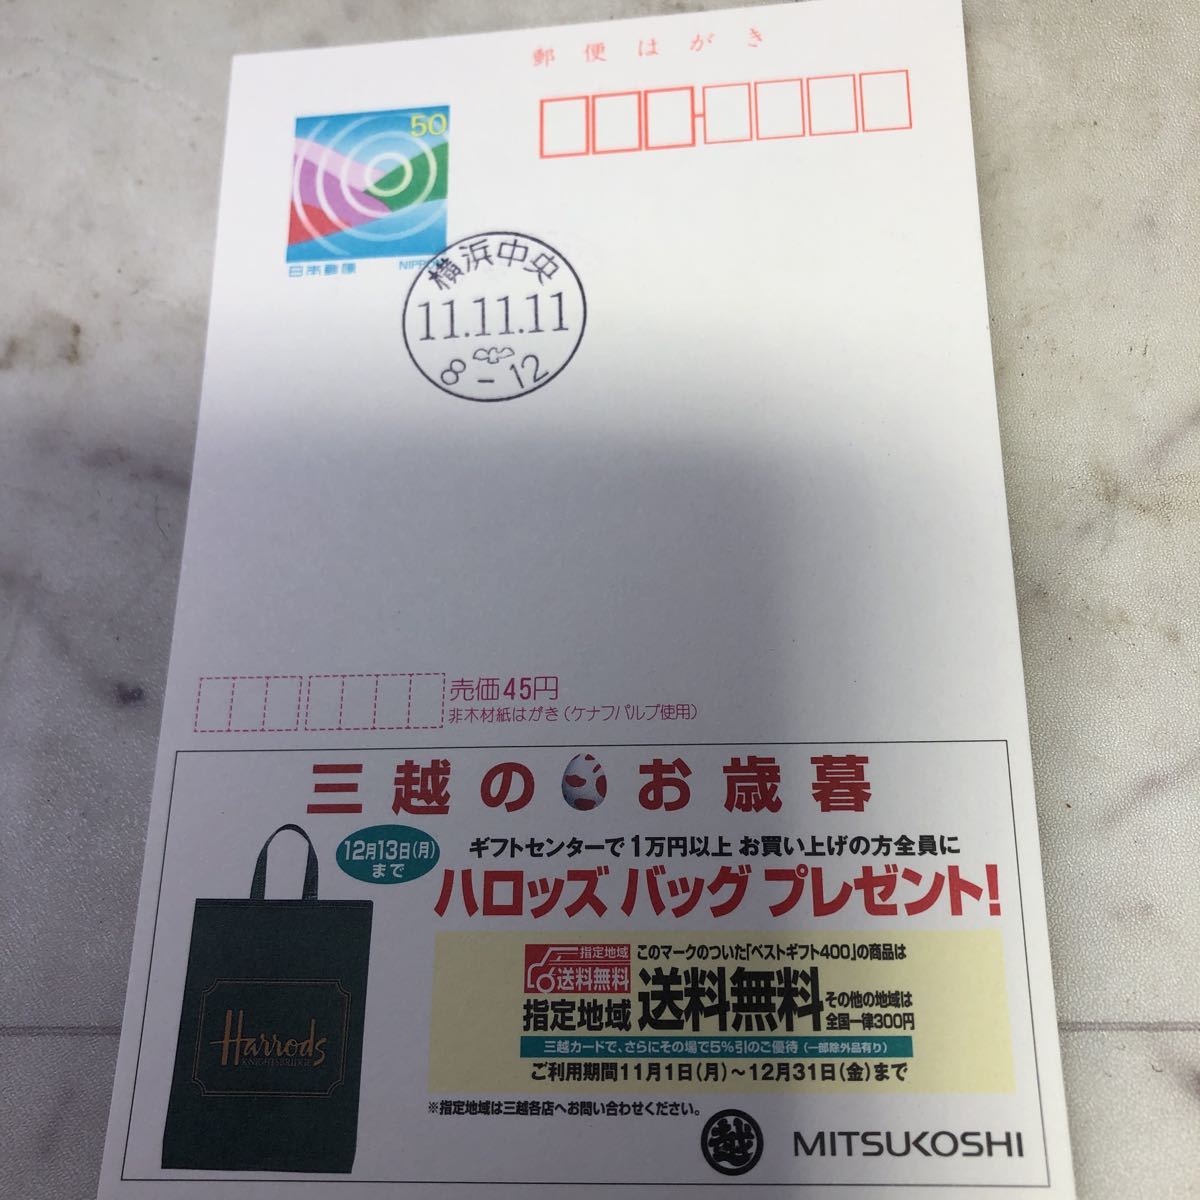 郵便はがき
50
日本郵便 NIPPON
横浜中央
11.11.11
8-12
売価45円
非木材紙はがき(ケナフパルプ使用)
三越のお歳暮
12月13日(月)
まで
ギフトセンターで1万円以上お買い上げの方全員に
ハロッズ バッグ プレゼント!
指定地域
送料無料
このマークのついた「ベストギフト400」の商品は
指定地域 送料無料 その他の地域は
全国一律300円
三越カードで、さらにその場で5%引のご優待(一部除外品有り)
ご利用期間11月1日(月)~12月31日(金)まで
Harrods
KNIGHTSBRIDGE
※指定地域は三越各店へお問い合わせください。
越 MITSUKOSHI